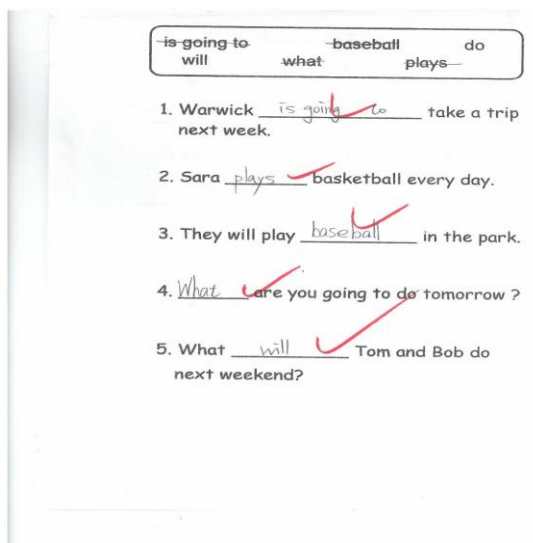 is going to baseball do
will what plays
1. Warwick is going to take a trip
next week.
2. Sara plays basketball every day.
3. They will play baseball in the park.
4. What are you going to do tomorrow ?
5. What will Tom and Bob do
next weekend?